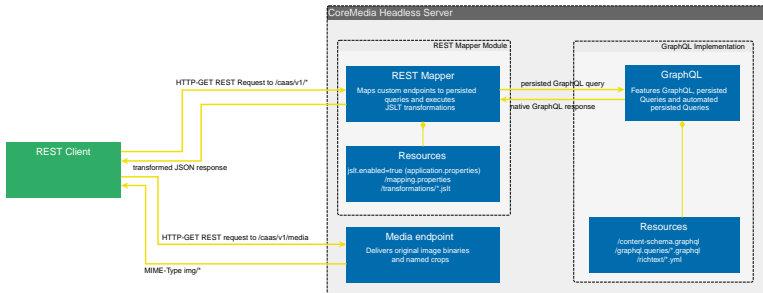 CoreMedia Headless Server
REST Mapper Module
GraphQL Implementation
HTTP-GET REST Request to /caas/v1/*
REST Mapper
Maps custom endpoints to persisted
queries and executes
JSLT transformations
persisted GraphQL query
native GraphQL response
GraphQL
Features GraphQL, persisted
Queries and automated
persisted Queries
REST Client
transformed JSON response
Resources
jslt.enabled=true (application.properties)
/mapping.properties
/transformations/*.jslt
HTTP-GET REST request to /caas/v1/media
MIME-Type img/*
Media endpoint
Delivers original image binaries
and named crops
Resources
/content-schema.graphql
/graphql.queries/*.graphql
/richtext/*.yml